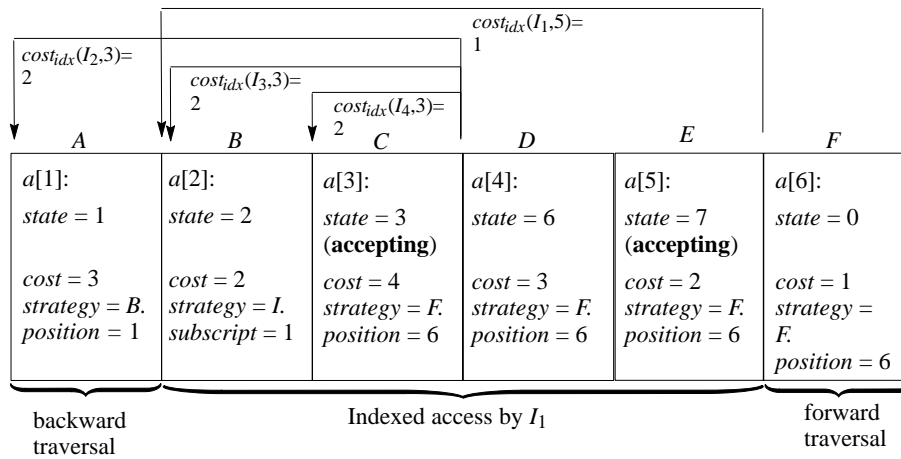 cost_idx(I_1,5)=
1
cost_idx(I_2,3)=
2
cost_idx(I_3,3)=
2
cost_idx(I_4,3)=
2
A B C D E F
a[1]:
state = 1
cost = 3
strategy = B.
position = 1
a[2]:
state = 2
cost = 2
strategy = I.
subscript = 1
a[3]:
state = 3
(accepting)
cost = 4
strategy = F.
position = 6
a[4]:
state = 6
cost = 3
strategy = F.
position = 6
a[5]:
state = 7
(accepting)
cost = 2
strategy = F.
position = 6
a[6]:
state = 0
cost = 1
strategy =
F.
position = 6
backward
traversal
Indexed access by I_1
forward
traversal